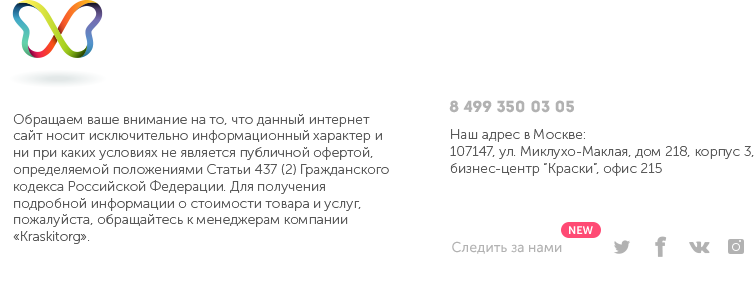 Обращаем ваше внимание на то, что данный интернет
сайт носит исключительно информационный характер и
ни при каких условиях не является публичной офертой,
определяемой положениями Статьи 437 (2) Гражданского
кодекса Российской Федерации. Для получения
подробной информации о стоимости товара и услуг,
пожалуйста, обращайтесь к менеджерам компании
«Kraskitorg».
8 499 350 03 05
Наш адрес в Москве:
107147, ул. Миклухо-Маклая, дом 218, корпус 3,
бизнес-центр "Краски", офис 215
NEW
Следить за нами